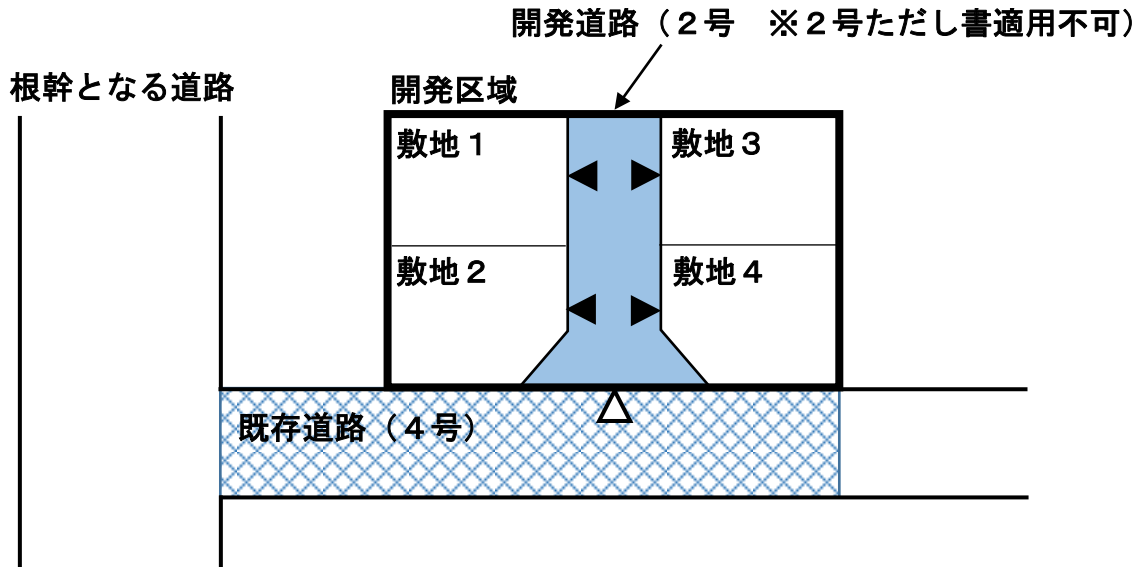 開発道路（２号　※２号ただし書適用不可）
根幹となる道路
開発区域
敷地１
敷地３
敷地２
敷地４
既存道路（４号）